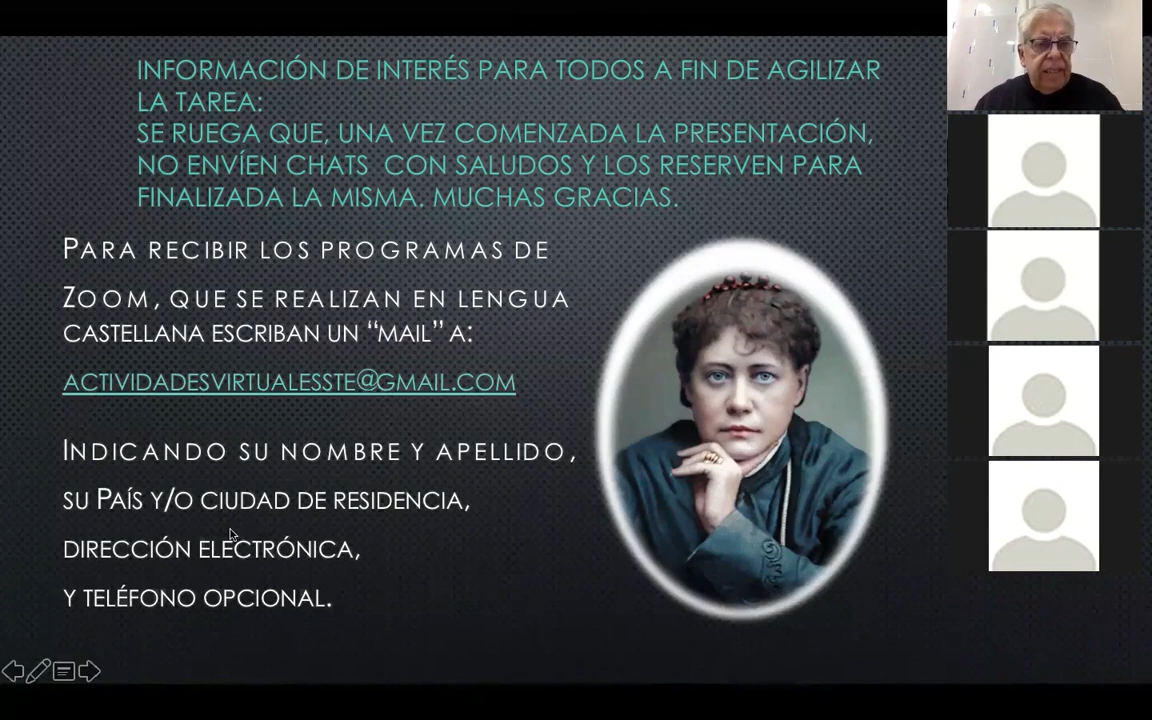 INFORMACIÓN DE INTERÉS PARA TODOS A FIN DE AGILIZAR
LA TAREA:
SE RUEGA QUE, UNA VEZ COMENZADA LA PRESENTACIÓN,
NO ENVÍEN CHATS CON SALUDOS Y LOS RESERVEN PARA
FINALIZADA LA MISMA. MUCHAS GRACIAS.
PARA RECIBIR LOS PROGRAMAS DE
ZOOM, QUE SE REALIZAN EN LENGUA
CASTELLANA ESCRIBAN UN “MAIL” A:
ACTIVIDADESVIRTUALESSTE@GMAIL.COM
INDICANDO SU NOMBRE Y APELLIDO,
SU PAÍS Y/O CIUDAD DE RESIDENCIA,
DIRECCIÓN ELECTRÓNICA,
Y TELÉFONO OPCIONAL.